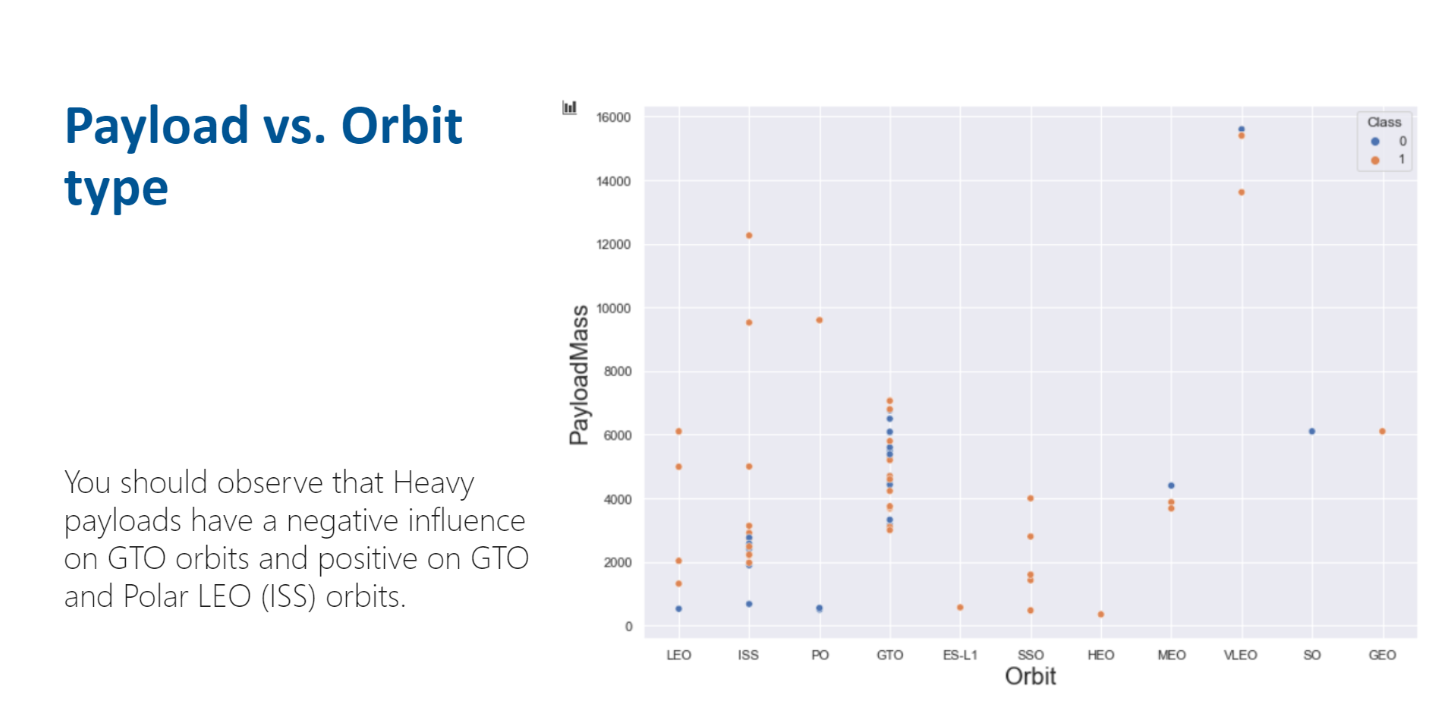 Payload vs. Orbit
type
You should observe that Heavy
payloads have a negative influence
on GTO orbits and positive on GTO
and Polar LEO (ISS) orbits.
PayloadMass
16000
14000
12000
10000
8000
6000
4000
2000
0
Class
0
1
LEO ISS PO GTO ES-L1 SSO HEO MEO VLEO SO GEO
Orbit